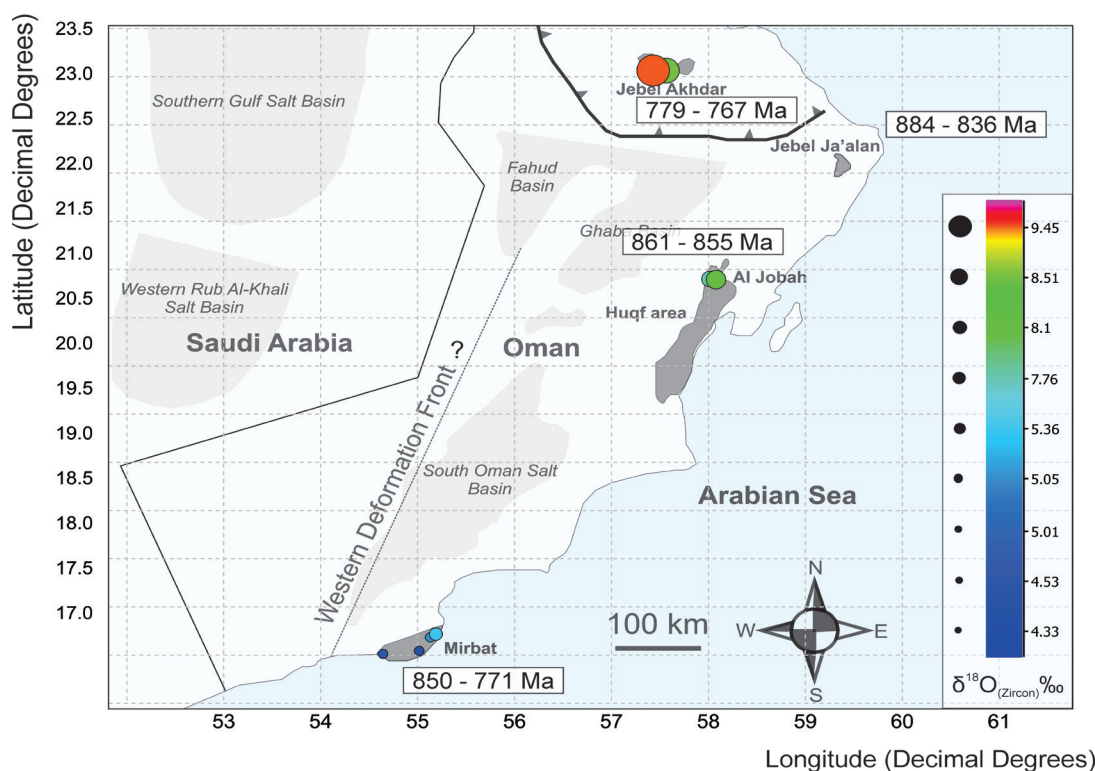 Latitude (Decimal Degrees)
23.5
23.0
22.5
22.0
21.5
21.0
20.5
20.0
19.5
19.0
18.5
18.0
17.5
17.0
Southern Gulf Salt Basin
Jebel Akhdar
779 - 767 Ma
884 - 836 Ma
Jebel Ja'alan
Fahud
Basin
Ghaba Basin
861 - 855 Ma
Al Jobah
Western Rub Al-Khali
Salt Basin
Huqf area
Saudi Arabia
Oman
?
Western Deformation Front
South Oman Salt
Basin
Arabian Sea
Mirbat
850 - 771 Ma
100 km
N
W
E
S
9.45
8.51
8.1
7.76
5.36
5.05
5.01
4.53
4.33
δ¹⁸O(Zircon)‰
53
54
55
56
57
58
59
60
61
Longitude (Decimal Degrees)